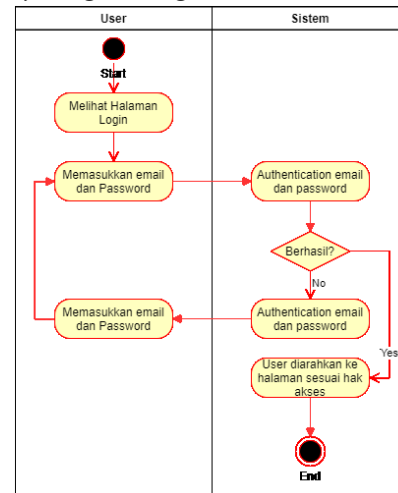 User
Sistem
Start
Melihat Halaman
Login
Memasukkan email
dan Password
Authentication email
dan password
Berhasil?
No
Memasukkan email
dan Password
Authentication email
dan password
Yes
User diarahkan ke
halaman sesuai hak
akses
End